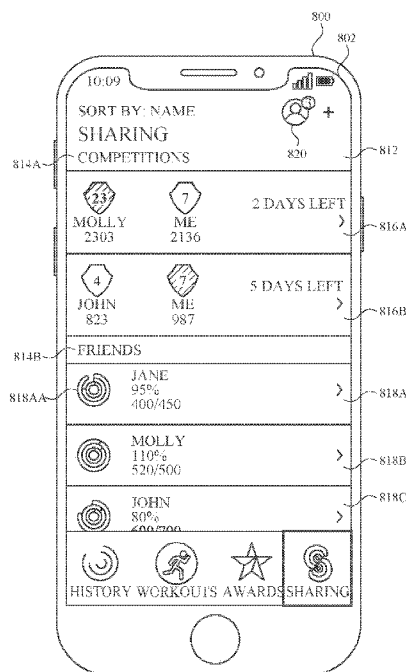 800
802
10:09
SORT BY: NAME
SHARING
820
812
814A
COMPETITIONS
23
7
2 DAYS LEFT
MOLLY
ME
2303
2136
816A
4
7
5 DAYS LEFT
JOHN
ME
823
987
816B
814B
FRIENDS
818AA
JANE
95%
400/450
818A
MOLLY
110%
520/500
818B
JOHN
80%
818C
HISTORY WORKOUTS AWARDS SHARING